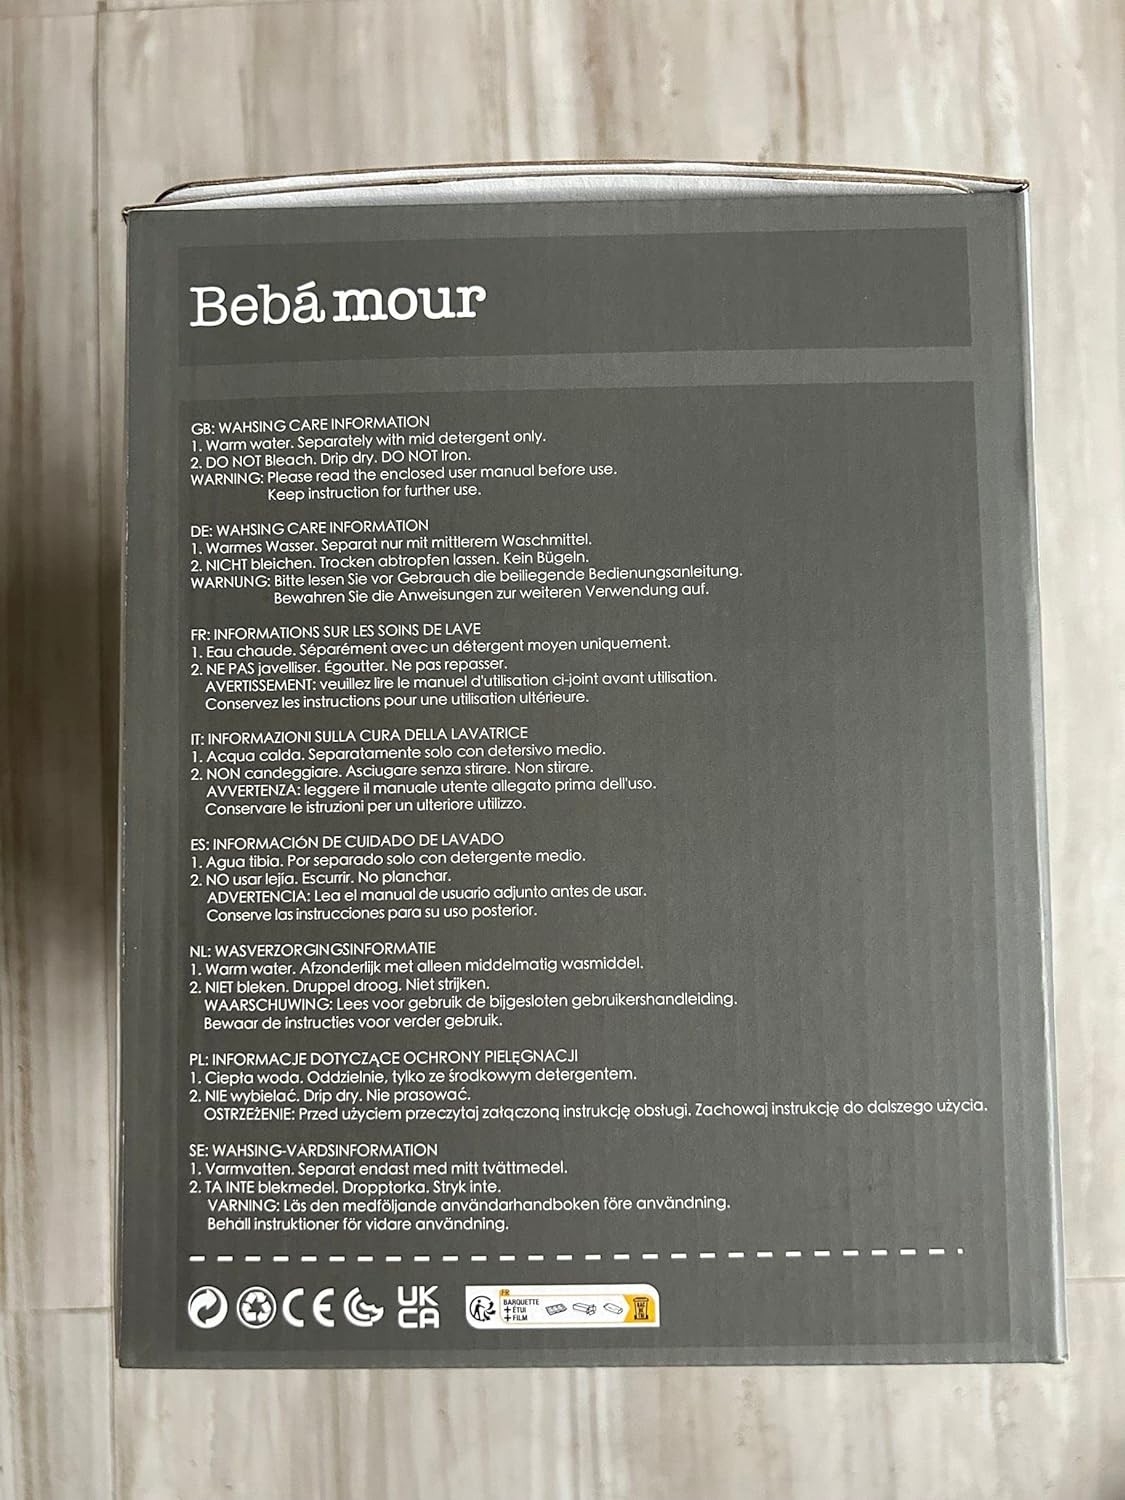 Bebámour
GB: WAHSING CARE INFORMATION
1. Warm water. Separately with mid detergent only.
2. DO NOT Bleach. Drip dry. DO NOT Iron.
WARNING: Please read the enclosed user manual before use.
Keep instruction for further use.
DE: WAHSING CARE INFORMATION
1. Warmes Wasser. Separat nur mit mittlerem Waschmittel.
2. NICHT bleichen. Trocken abtropfen lassen. Kein Bügeln.
WARNUNG: Bitte lesen Sie vor Gebrauch die beiliegende Bedienungsanleitung.
Bewahren Sie die Anweisungen zur weiteren Verwendung auf.
FR: INFORMATIONS SUR LES SOINS DE LAVE
1. Eau chaude. Séparément avec un détergent moyen uniquement.
2. NE PAS javelliser. Égoutter. Ne pas repasser.
AVERTISSEMENT: veuillez lire le manuel d'utilisation ci-joint avant utilisation.
Conservez les instructions pour une utilisation ultérieure.
IT: INFORMAZIONI SULLA CURA DELLA LAVATRICE
1. Acqua calda. Separatamente solo con detersivo medio.
2. NON candeggiare. Asciugare senza stirare. Non stirare.
AVVERTENZA: leggere il manuale utente allegato prima dell'uso.
Conservare le istruzioni per un ulteriore utilizzo.
ES: INFORMACIÓN DE CUIDADO DE LAVADO
1. Agua tibia. Por separado solo con detergente medio.
2. NO usar lejía. Escurrir. No planchar.
ADVERTENCIA: Lea el manual de usuario adjunto antes de usar.
Conserve las instrucciones para su uso posterior.
NL: WASVERZORGINGSINFORMATIE
1. Warm water. Afzonderlijk met alleen middelmatig wasmiddel.
2. NIET bleken. Druppel droog. Niet strijken.
WAARSCHUWING: Lees voor gebruik de bijgesloten gebruikershandleiding.
Bewaar de instructies voor verder gebruik.
PL: INFORMACJE DOTYCZĄCE OCHRONY PIELĘGNACJI
1. Ciepła woda. Oddzielnie, tylko ze środkowym detergentem.
2. NIE wybielać. Drip dry. Nie prasować.
OSTRZEŻENIE: Przed użyciem przeczytaj załączoną instrukcję obsługi. Zachowaj instrukcję do dalszego użycia.
SE: WAHSING-VÅRDSINFORMATION
1. Varmvatten. Separat endast med mitt tvättmedel.
2. TA INTE blekmedel. Dropptorka. Stryk inte.
VARNING: Läs den medföljande användarhandboken före användning.
Behåll instruktioner för vidare användning.
CE UK
CA
FR
BARQUETTE
+ ÉTUI
+ FILM
BAC
DE
TRI